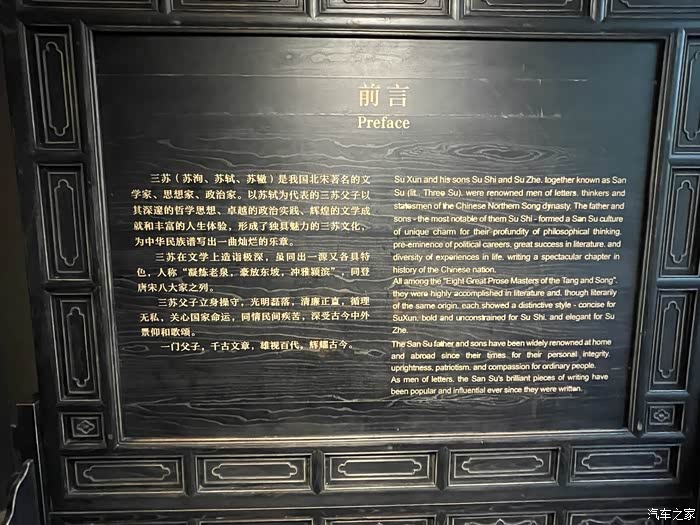 前言
Preface
三苏（苏洵、苏轼、苏辙）是我国北宋著名的文
学家、思想家、政治家。以苏轼为代表的三苏父子以
其深邃的哲学思想、卓越的政治实践、辉煌的文学成
就和丰富的人生体验，形成了独具魅力的三苏文化，
为中华民族谱写出一曲灿烂的乐章。
三苏在文学上造诣极深，虽同出一源又各具特
色，人称“凝炼老泉，豪放东坡，冲雅颍滨”，同登
唐宋八大家之列。
三苏父子立身操守，光明磊落，清廉正直，循理
无私，关心国家命运，同情民间疾苦，深受古今中外
景仰和歌颂。
一门父子，千古文章，雄视百代，辉耀古今。
Su Xun and his sons Su Shi and Su Zhe, together known as San
Su (lit., Three Su), were renowned men of letters, thinkers and
statesmen of the Chinese Northern Song dynasty. The father and
sons - the most notable of them Su Shi - formed a San Su culture
of unique charm for their profundity of philosophical thinking,
pre-eminence of political careers, great success in literature, and
diversity of experiences in life, writing a spectacular chapter in
history of the Chinese nation.
All among the "Eight Great Prose Masters of the Tang and Song",
they were highly accomplished in literature and, though literarily
of the same origin, each showed a distinctive style - concise for
SuXun, bold and unconstrained for Su Shi, and elegant for Su
Zhe.
The San Su father and sons have been widely renowned at home
and abroad since their times for their personal integrity,
uprightness, patriotism, and compassion for ordinary people.
As men of letters, the San Su's brilliant pieces of writing have
been popular and influential ever since they were written.
汽车之家